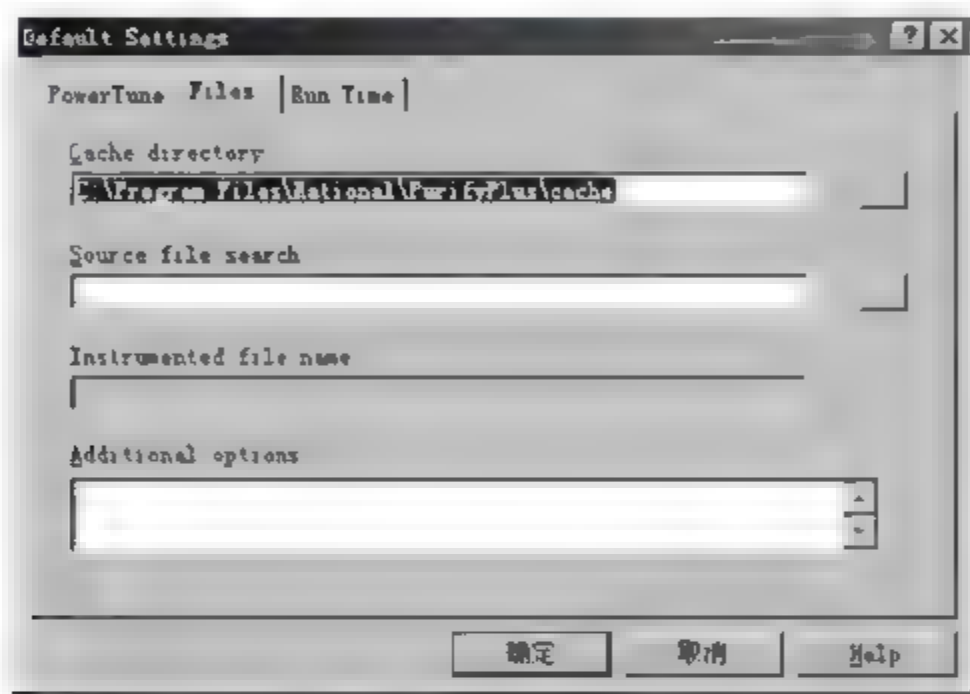 Default Settings
PowerTune Files Run Time
Cache directory
C:\Program Files\Rational\PurifyPlus\cache
Source file search
Instrumented file name
Additional options
确定 取消 Help